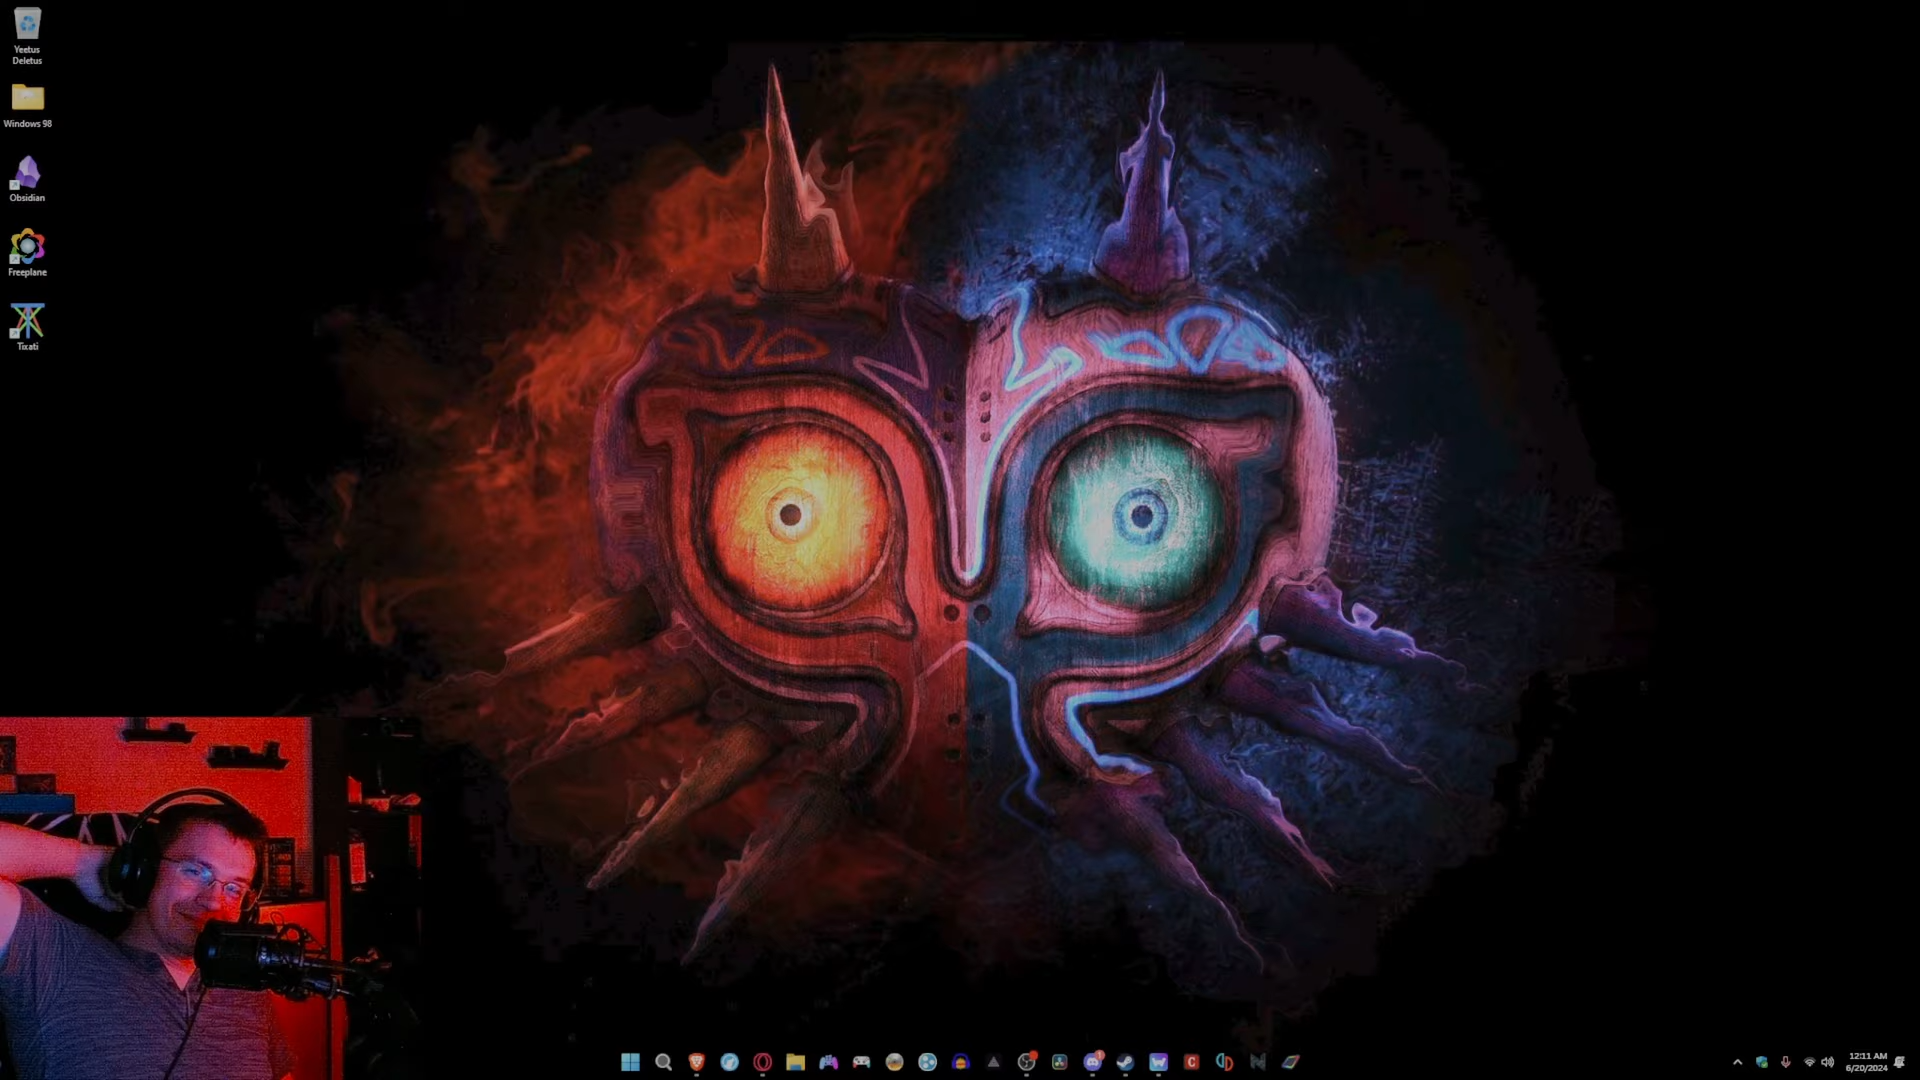 Yeetus
Deletus
Windows 98
Obsidian
Freeplane
Tixati
12:11 AM
6/20/2024